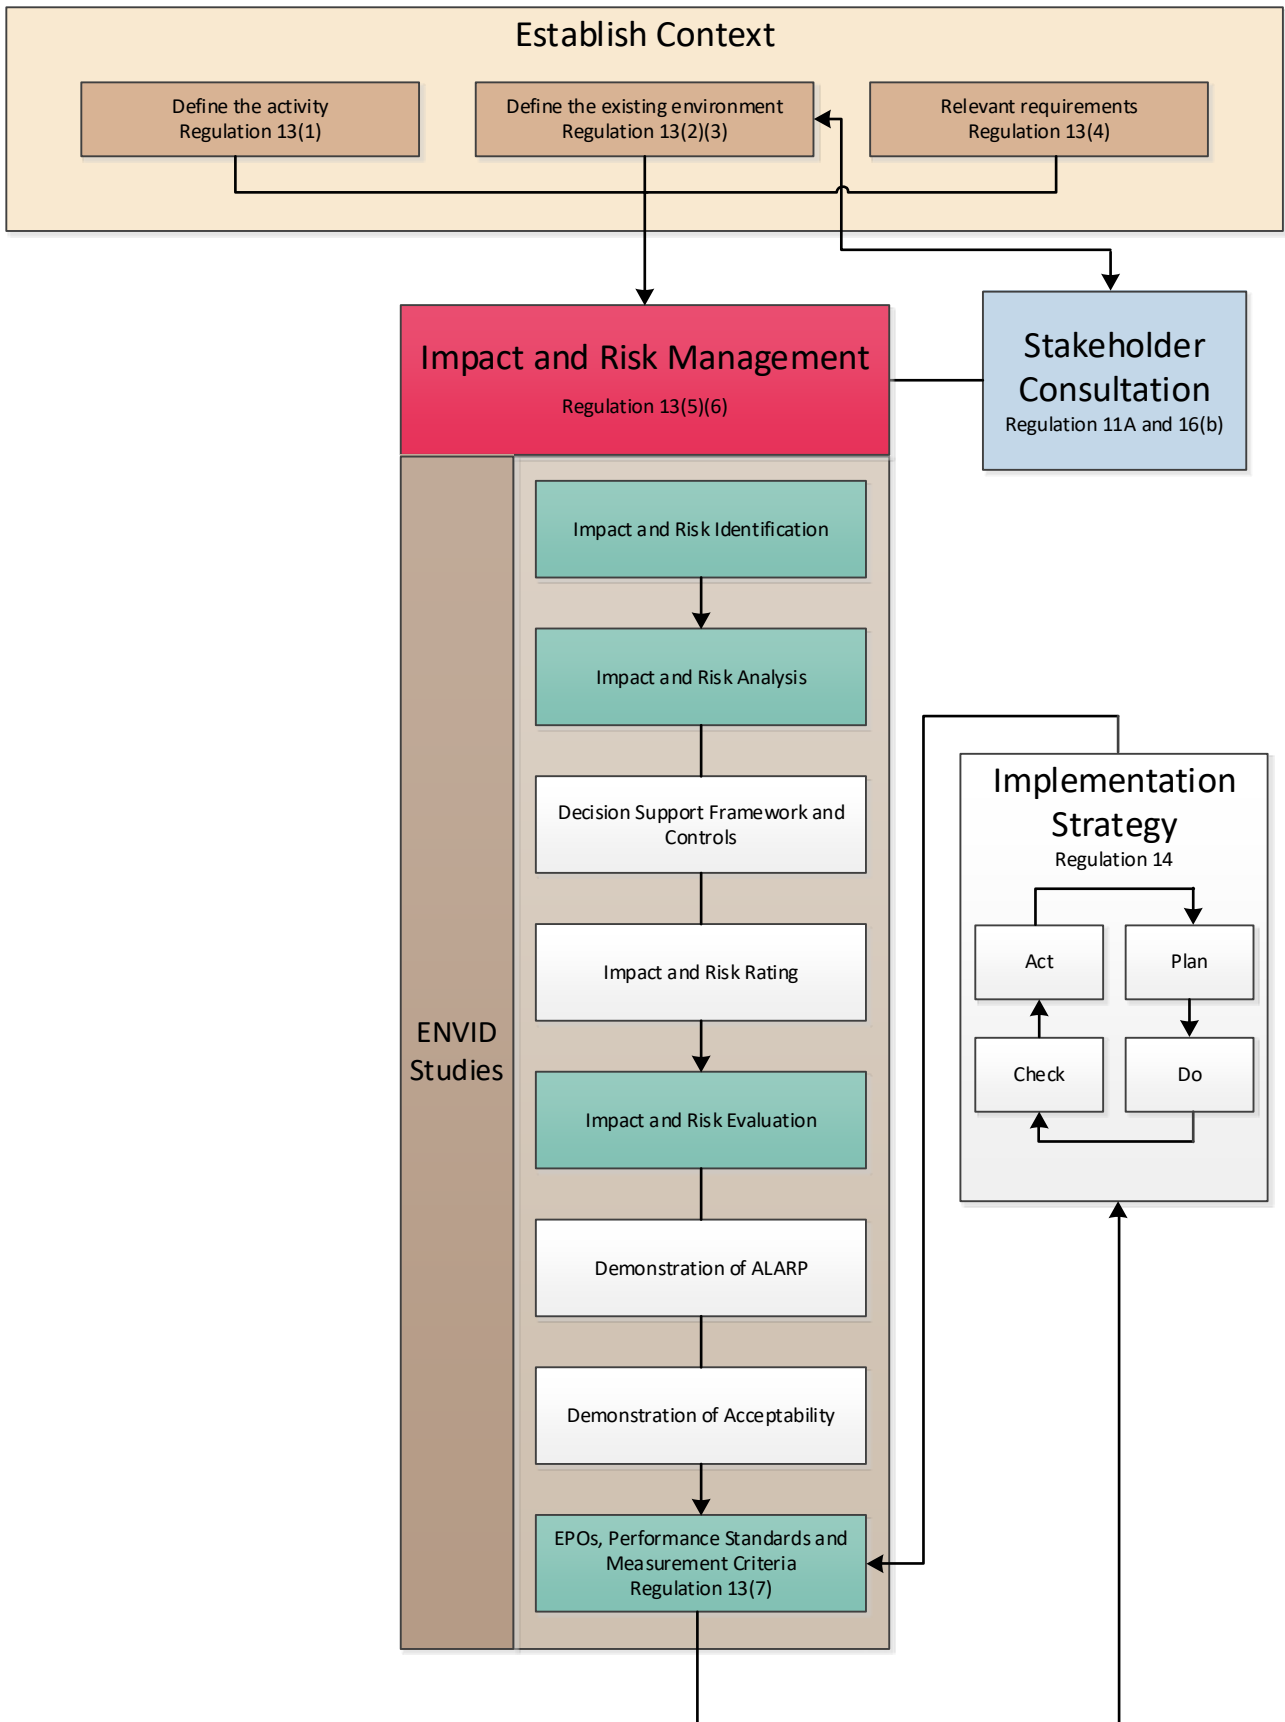 Establish Context
Define the activity
Regulation 13(1)
Define the existing environment
Regulation 13(2)(3)
Relevant requirements
Regulation 13(4)
Impact and Risk Management
Regulation 13(5)(6)
Stakeholder
Consultation
Regulation 11A and 16(b)
ENVID
Studies
Impact and Risk Identification
Impact and Risk Analysis
Decision Support Framework and
Controls
Impact and Risk Rating
Impact and Risk Evaluation
Demonstration of ALARP
Demonstration of Acceptability
EPOs, Performance Standards and
Measurement Criteria
Regulation 13(7)
Implementation
Strategy
Regulation 14
Act
Plan
Check
Do